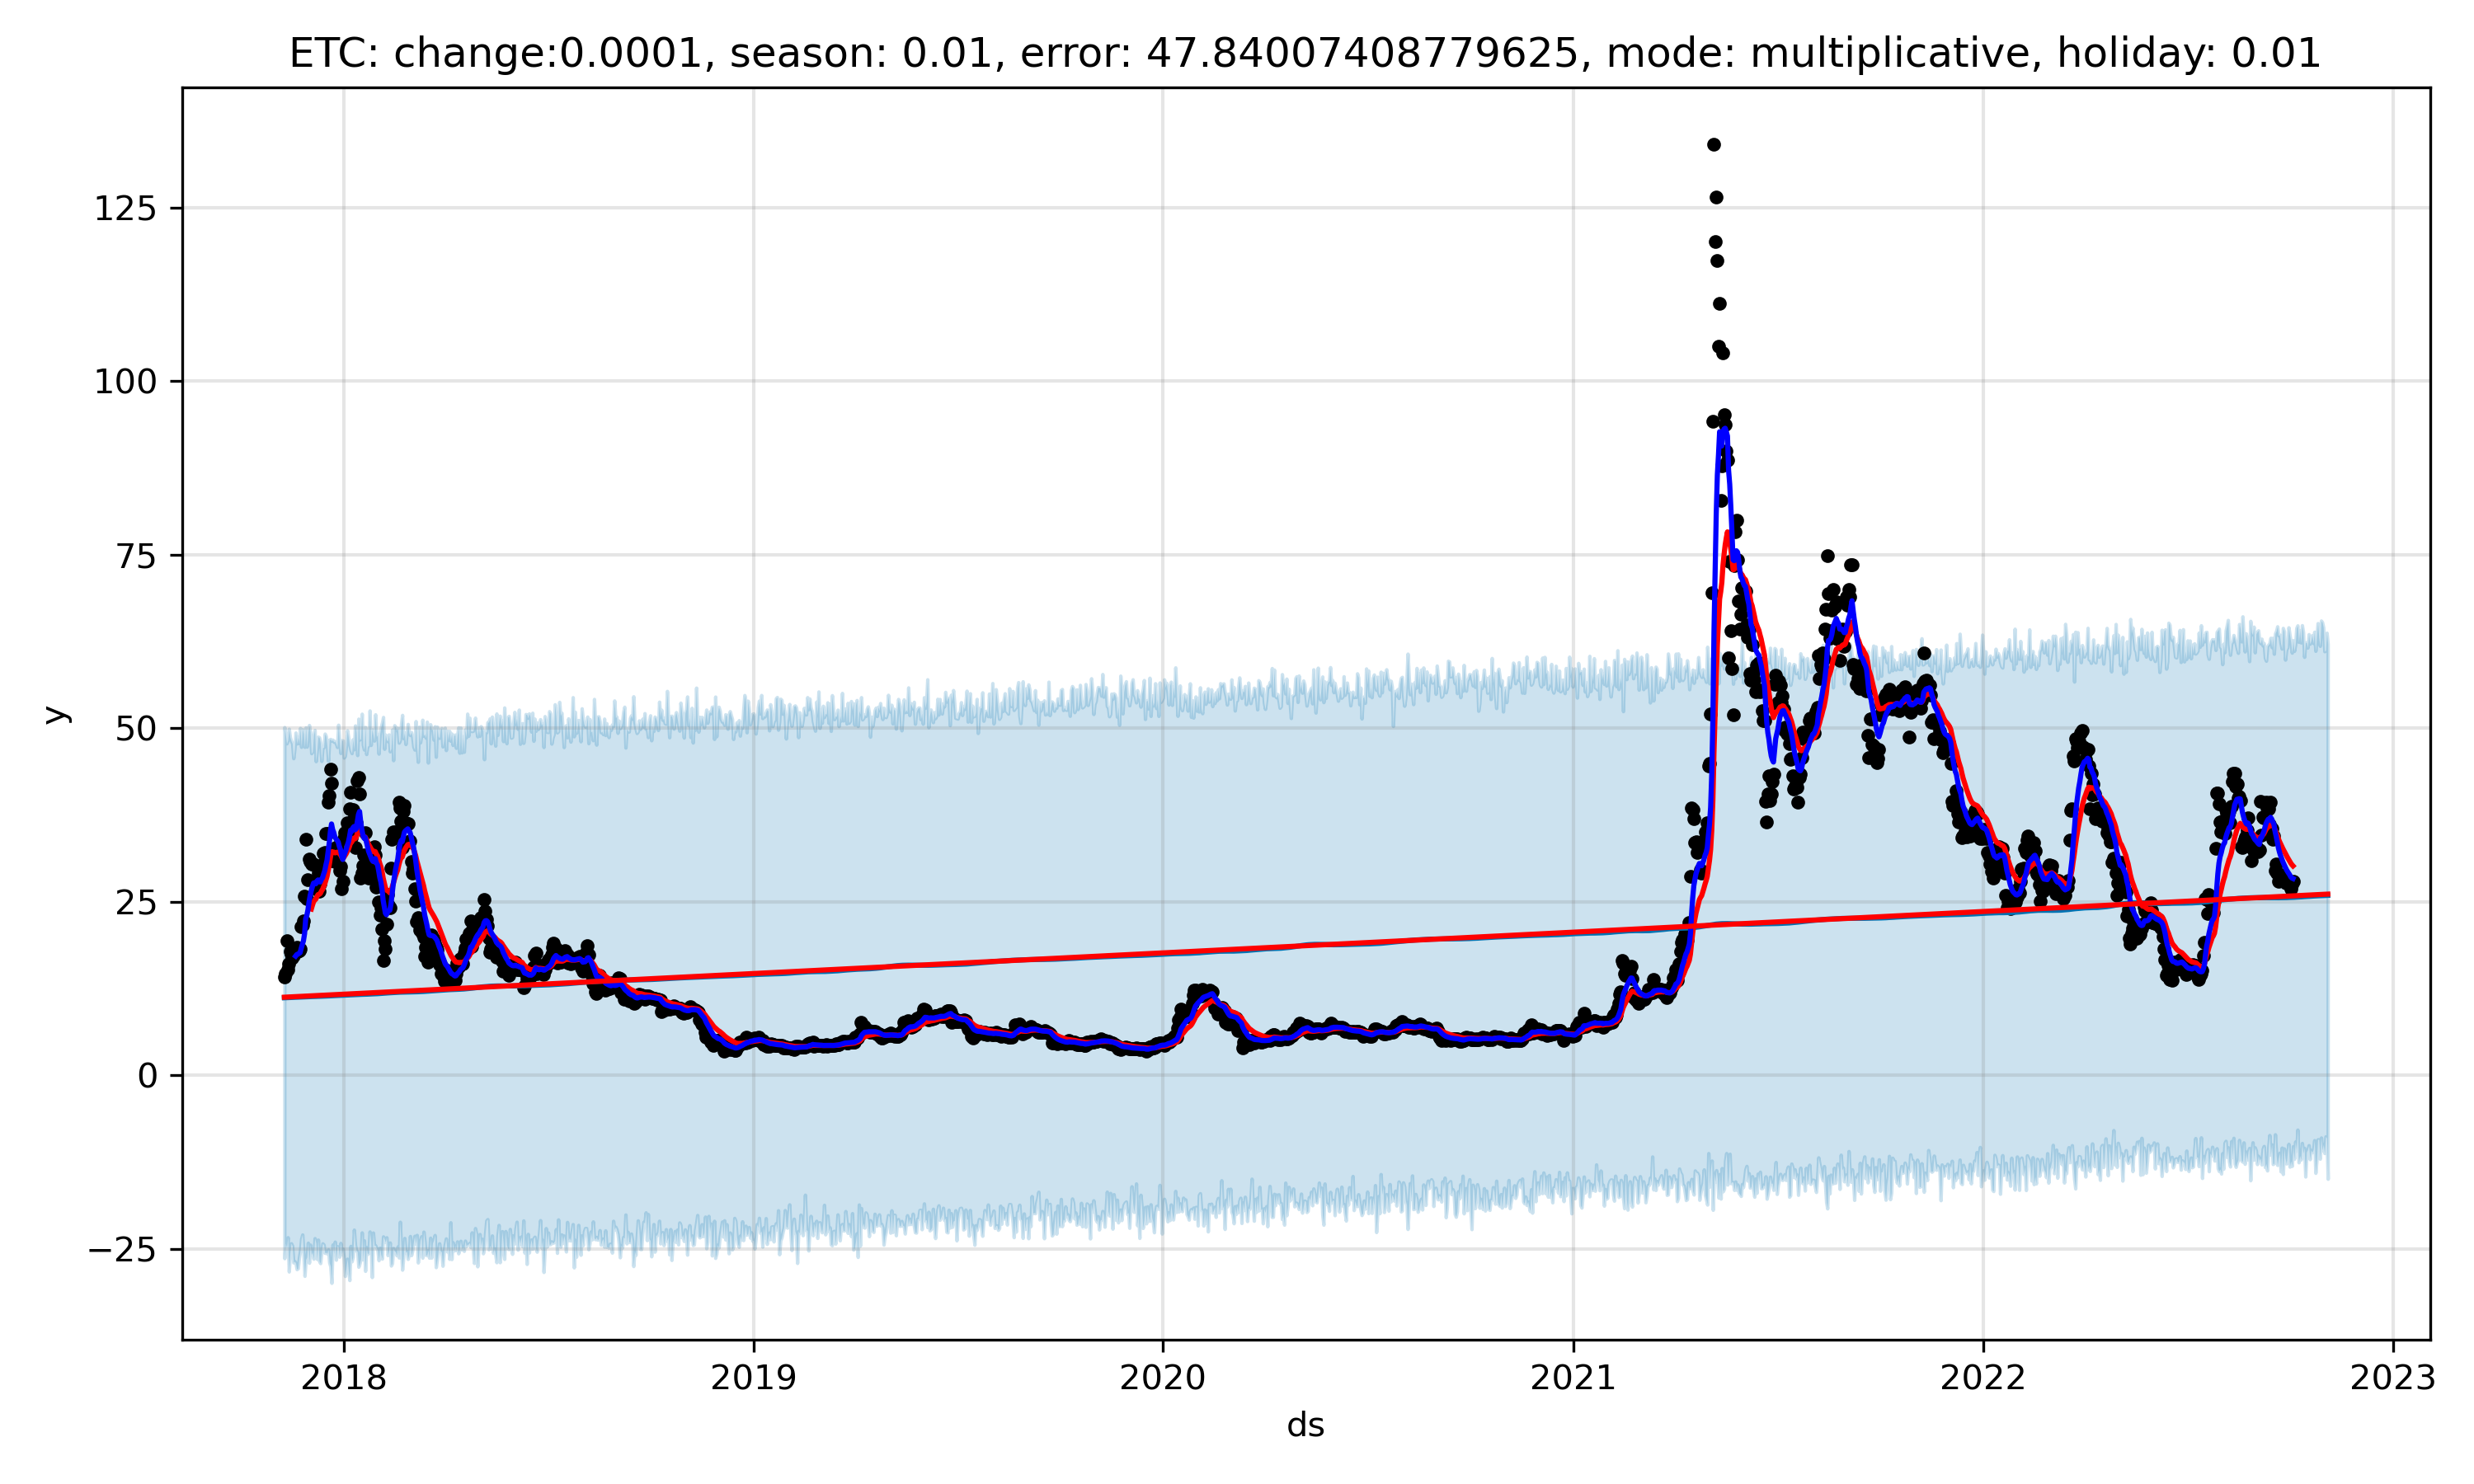 ETC: change:0.0001, season: 0.01, error: 47.84007408779625, mode: multiplicative, holiday: 0.01
y
125
100
75
50
25
0
−25
2018 2019 2020 2021 2022 2023
ds